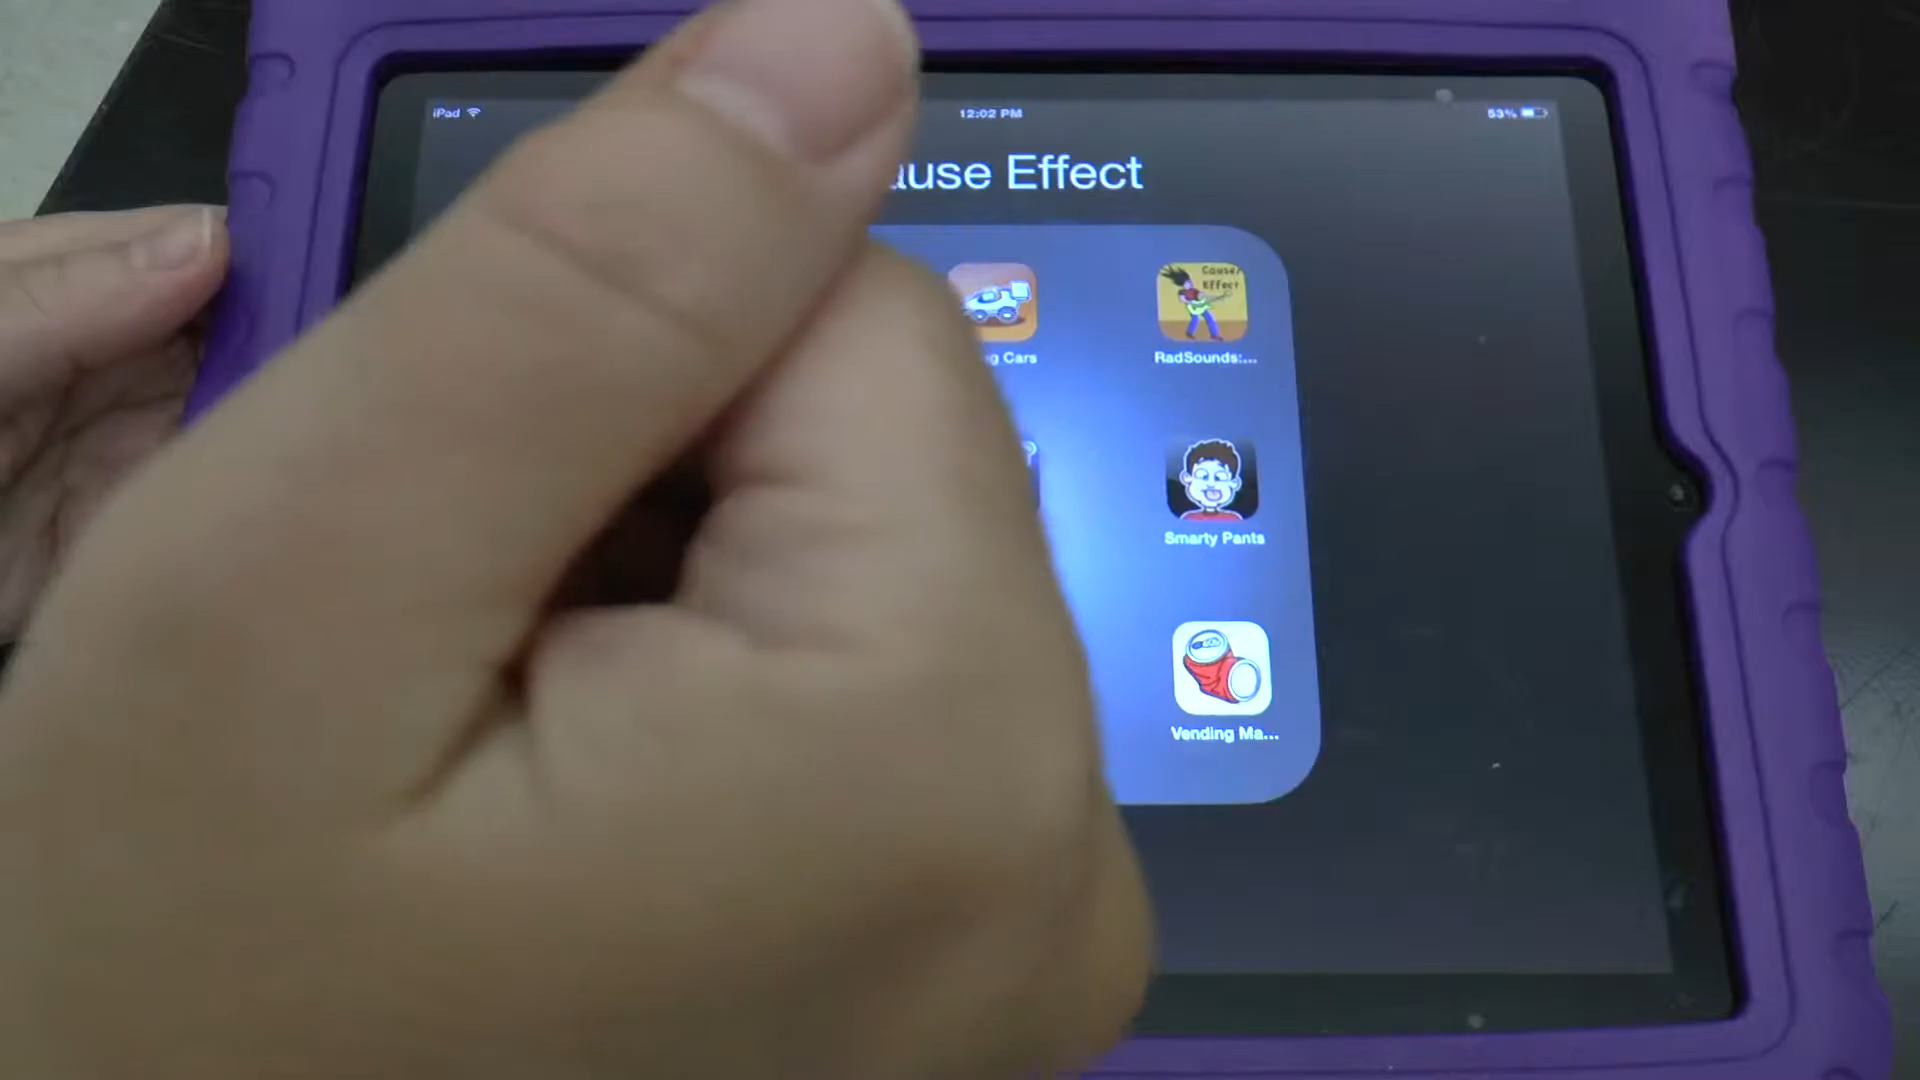 iPad 12:02 PM 53%
ause Effect
Cause/
Effect
g Cars RadSounds:...
?
Smarty Pants
Vending Ma...